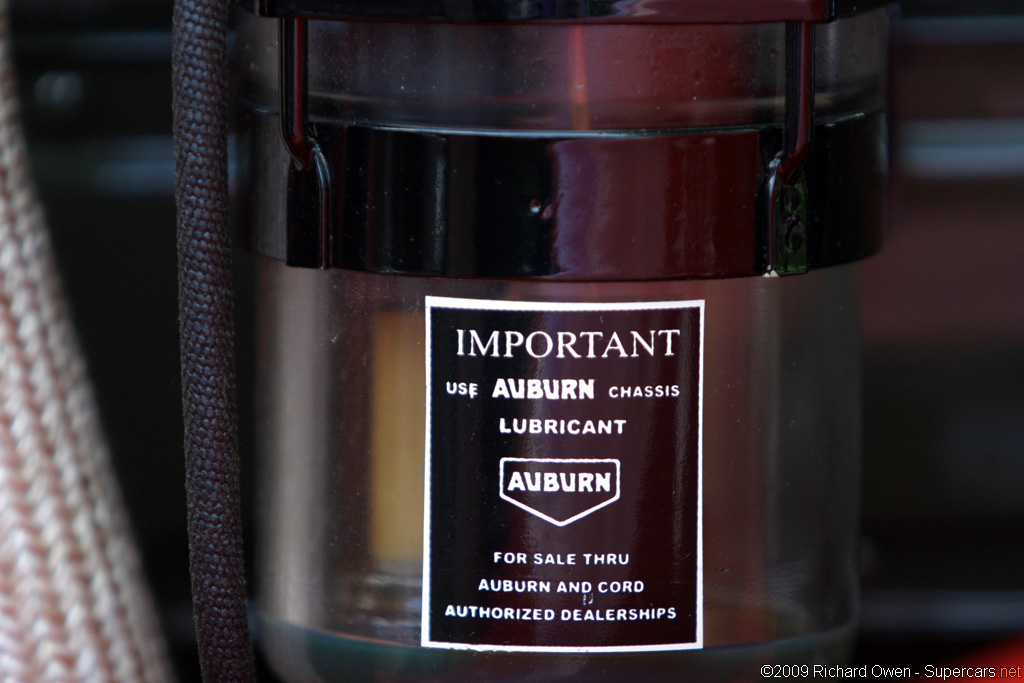 IMPORTANT
USE AUBURN CHASSIS
LUBRICANT
AUBURN
FOR SALE THRU
AUBURN AND CORD
AUTHORIZED DEALERSHIPS
©2009 Richard Owen - Supercars.net